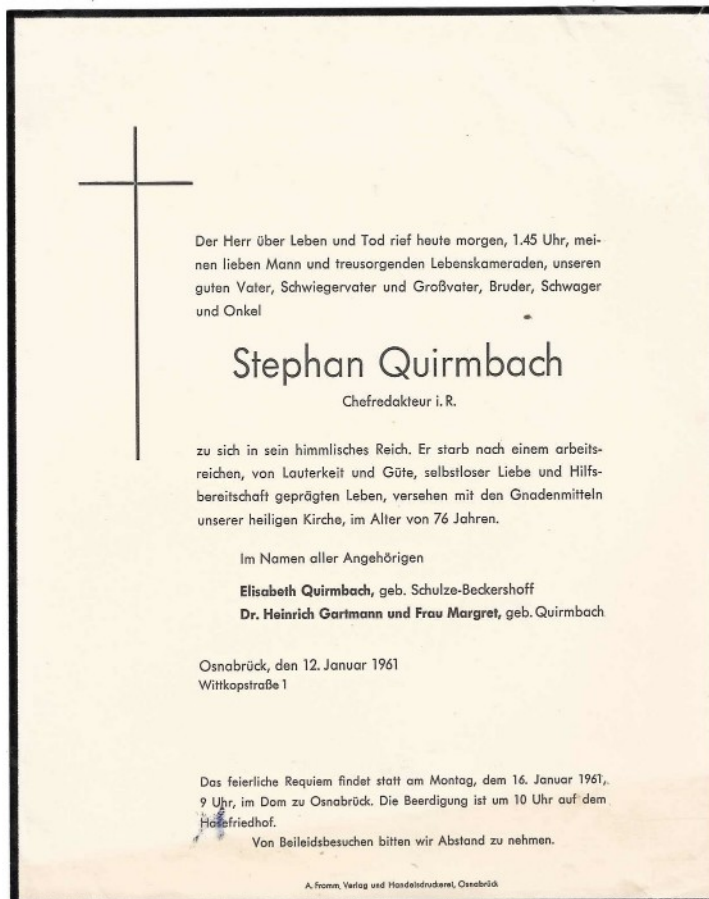 Der Herr über Leben und Tod rief heute morgen, 1.45 Uhr, mei-
nen lieben Mann und treusorgenden Lebenskameraden, unseren
guten Vater, Schwiegervater und Großvater, Bruder, Schwager
und Onkel
Stephan Quirmbach
Chefredakteur i. R.
zu sich in sein himmlisches Reich. Er starb nach einem arbeits-
reichen, von Lauterkeit und Güte, selbstloser Liebe und Hilfs-
bereitschaft geprägten Leben, versehen mit den Gnadenmitteln
unserer heiligen Kirche, im Alter von 76 Jahren.
Im Namen aller Angehörigen
Elisabeth Quirmbach, geb. Schulze-Beckershoff
Dr. Heinrich Gartmann und Frau Margret, geb. Quirmbach
Osnabrück, den 12. Januar 1961
Wittkopstraße 1
Das feierliche Requiem findet statt am Montag, dem 16. Januar 1961,
9 Uhr, im Dom zu Osnabrück. Die Beerdigung ist um 10 Uhr auf dem
Hasefriedhof.
Von Beileidsbesuchen bitten wir Abstand zu nehmen.
A. Fromm, Verlag und Handelsdruckerei, Osnabrück